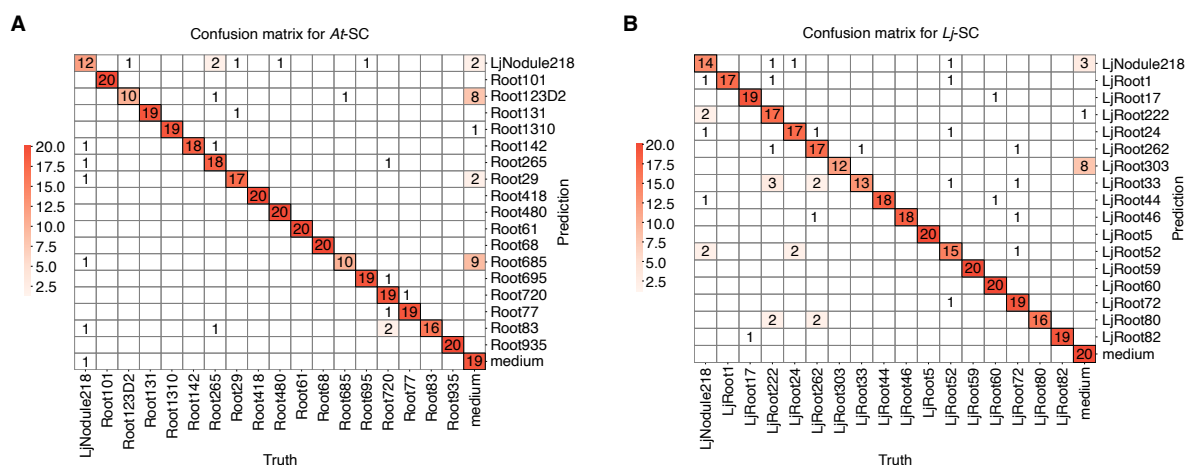 A
Confusion matrix for At-SC
12 1 2 1 1 1 2 LjNodule218
20 Root101
10 1 1 8 Root123D2
19 1 Root131
19 1 Root1310
1 18 1 Root142
1 18 1 Root265
1 17 2 Root29
20 Root418
20 Root480
20 Root61
20 Root68
1 10 9 Root685
19 1 Root695
19 1 Root720
1 19 Root77
1 1 2 16 Root83
20 Root935
1 19 medium
20.0
17.5
15.0
12.5
10.0
7.5
5.0
2.5
Prediction
LjNodule218
Root101
Root123D2
Root131
Root1310
Root142
Root265
Root29
Root418
Root480
Root61
Root68
Root685
Root695
Root720
Root77
Root83
Root935
medium
Truth
B
Confusion matrix for Lj-SC
14 1 1 1 3 LjNodule218
1 17 1 1 LjRoot1
19 1 LjRoot17
2 17 1 LjRoot222
1 17 1 1 LjRoot24
1 17 1 1 LjRoot262
12 8 LjRoot303
3 2 13 1 1 LjRoot33
1 18 1 LjRoot44
1 18 1 LjRoot46
20 LjRoot5
2 2 15 1 LjRoot52
20 LjRoot59
20 LjRoot60
1 19 LjRoot72
2 2 16 LjRoot80
1 19 LjRoot82
20 medium
20.0
17.5
15.0
12.5
10.0
7.5
5.0
2.5
Prediction
LjNodule218
LjRoot1
LjRoot17
LjRoot222
LjRoot24
LjRoot262
LjRoot303
LjRoot33
LjRoot44
LjRoot46
LjRoot5
LjRoot52
LjRoot59
LjRoot60
LjRoot72
LjRoot80
LjRoot82
medium
Truth